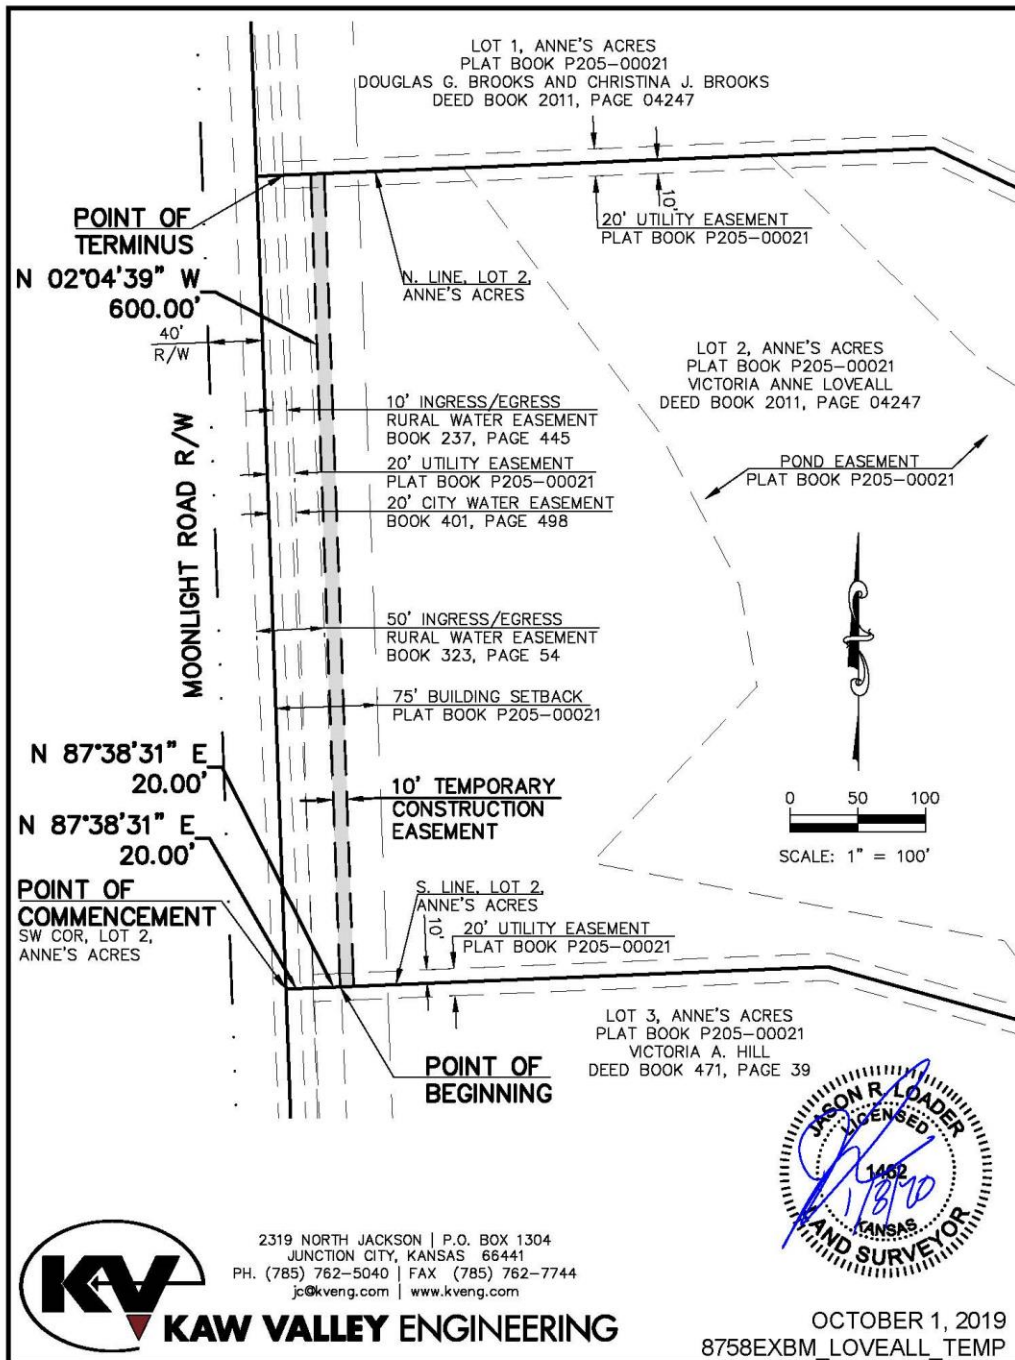 LOT 1, ANNE'S ACRES
PLAT BOOK P205-00021
DOUGLAS G. BROOKS AND CHRISTINA J. BROOKS
DEED BOOK 2011, PAGE 04247
POINT OF
TERMINUS
10'
20' UTILITY EASEMENT
PLAT BOOK P205-00021
N 02°04'39" W
600.00'
N. LINE, LOT 2,
ANNE'S ACRES
40'
R/W
LOT 2, ANNE'S ACRES
PLAT BOOK P205-00021
VICTORIA ANNE LOVEALL
DEED BOOK 2011, PAGE 04247
MOONLIGHT ROAD R/W
10' INGRESS/EGRESS
RURAL WATER EASEMENT
BOOK 237, PAGE 445
20' UTILITY EASEMENT
PLAT BOOK P205-00021
POND EASEMENT
PLAT BOOK P205-00021
20' CITY WATER EASEMENT
BOOK 401, PAGE 498
50' INGRESS/EGRESS
RURAL WATER EASEMENT
BOOK 323, PAGE 54
75' BUILDING SETBACK
PLAT BOOK P205-00021
N 87°38'31" E
20.00'
10' TEMPORARY
CONSTRUCTION
EASEMENT
0 50 100
SCALE: 1" = 100'
N 87°38'31" E
20.00'
POINT OF
COMMENCEMENT
SW COR, LOT 2,
ANNE'S ACRES
S. LINE, LOT 2,
ANNE'S ACRES
10'
20' UTILITY EASEMENT
PLAT BOOK P205-00021
LOT 3, ANNE'S ACRES
PLAT BOOK P205-00021
VICTORIA A. HILL
DEED BOOK 471, PAGE 39
POINT OF
BEGINNING
JASON R. LOADER
LICENSED
1462
1/8/20
KANSAS
LAND SURVEYOR
KV
2319 NORTH JACKSON | P.O. BOX 1304
JUNCTION CITY, KANSAS 66441
PH. (785) 762-5040 | FAX (785) 762-7744
jc@kveng.com | www.kveng.com
KAW VALLEY ENGINEERING
OCTOBER 1, 2019
8758EXBM_LOVEALL_TEMP